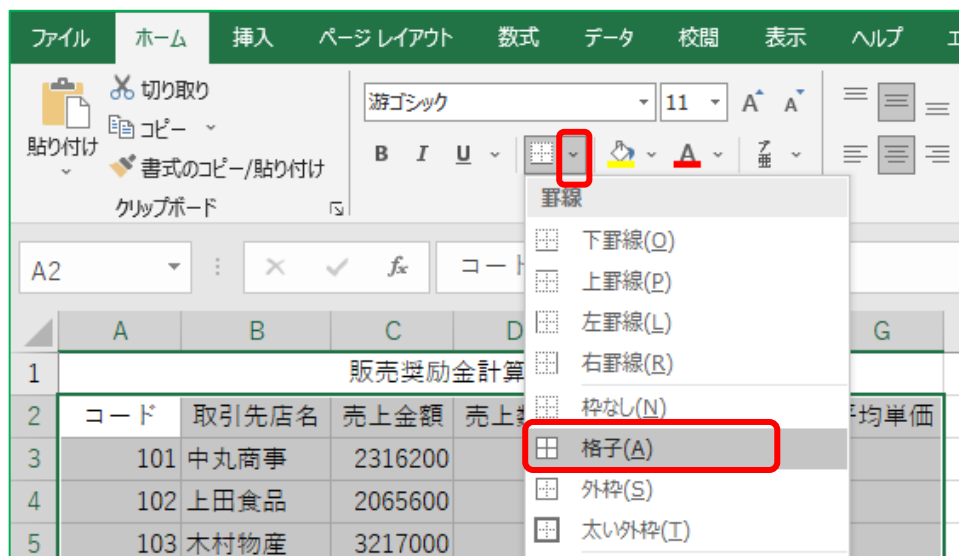 ファイル ホーム 挿入 ページ レイアウト 数式 データ 校閲 表示 ヘルプ
貼り付け
切り取り
コピー
書式のコピー/貼り付け
クリップボード
游ゴシック 11 A A
B I U A
罫線
下罫線(O)
上罫線(P)
左罫線(L)
右罫線(R)
枠なし(N)
格子(A)
外枠(S)
太い外枠(T)
A2 fx コード
A B C D G
1 販売奨励金計算
2 コード 取引先店名 売上金額 売上 平均単価
3 101 中丸商事 2316200
4 102 上田食品 2065600
5 103 木村物産 3217000